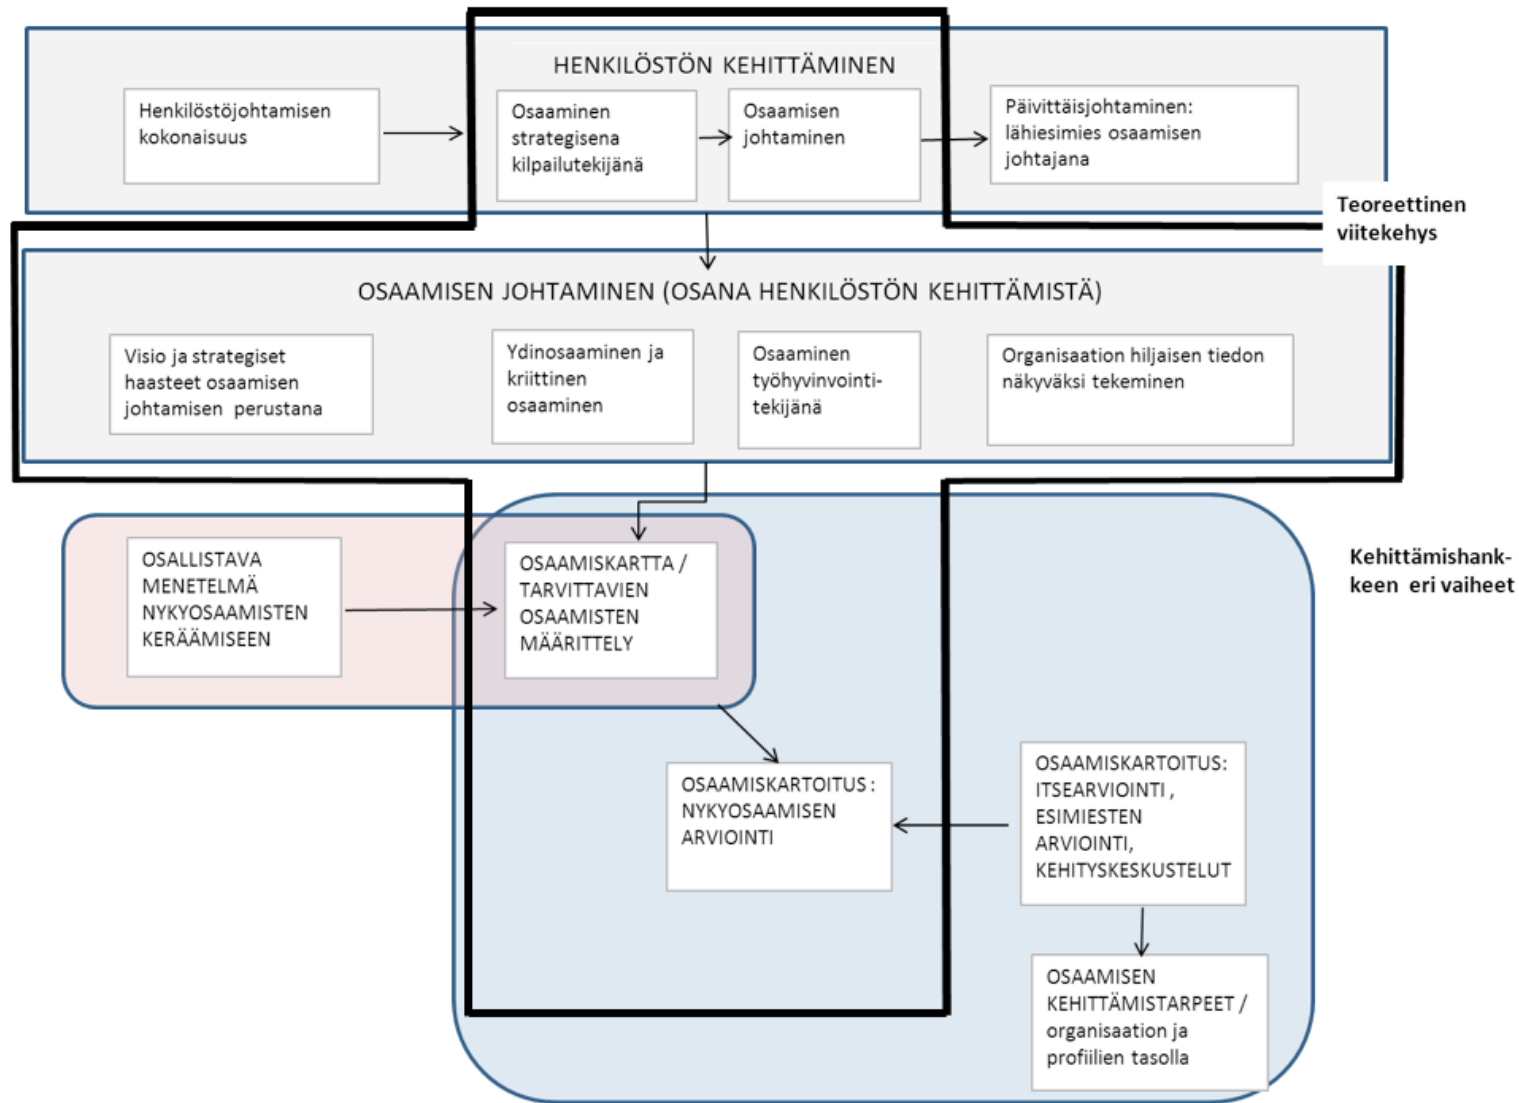 HENKILÖSTÖN KEHITTÄMINEN
Henkilöstöjohtamisen
kokonaisuus
Osaaminen
strategisena
kilpailutekijänä
Osaamisen
johtaminen
Päivittäisjohtaminen:
lähiesimies osaamisen
johtajana
Teoreettinen
viitekehys
OSAAMISEN JOHTAMINEN (OSANA HENKILÖSTÖN KEHITTÄMISTÄ)
Visio ja strategiset
haasteet osaamisen
johtamisen perustana
Ydinosaaminen ja
kriittinen
osaaminen
Osaaminen
työhyvinvointi-
tekijänä
Organisaation hiljaisen tiedon
näkyväksi tekeminen
Kehittämishank-
keen eri vaiheet
OSALLISTAVA
MENETELMÄ
NYKYOSAAMISTEN
KERÄÄMISEEN
OSAAMISKARTTA /
TARVITTAVIEN
OSAAMISTEN
MÄÄRITTELY
OSAAMISKARTOITUS :
NYKYOSAAMISEN
ARVIOINTI
OSAAMISKARTOITUS:
ITSEARVIOINTI ,
ESIMIESTEN
ARVIOINTI,
KEHITYSKESKUSTELUT
OSAAMISEN
KEHITTÄMISTARPEET /
organisaation ja
profiilien tasolla